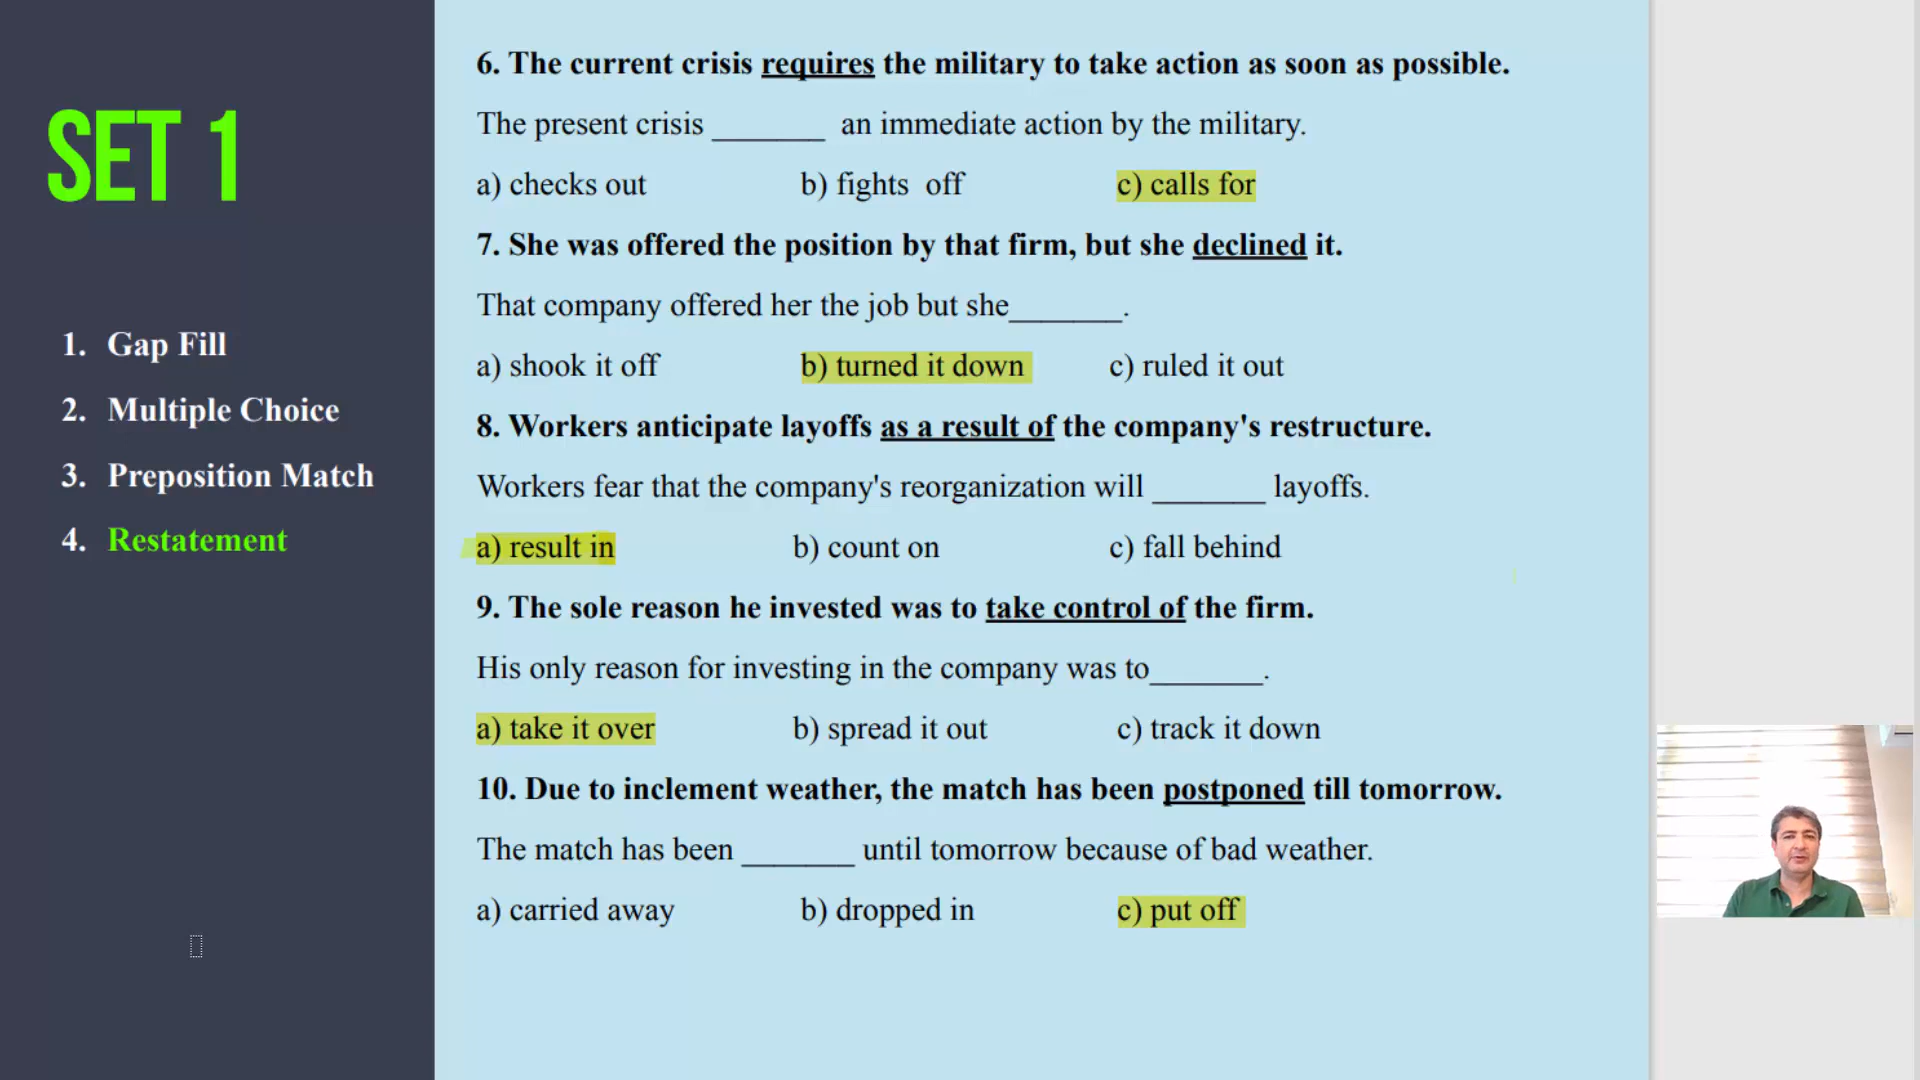 SET 1
1. Gap Fill
2. Multiple Choice
3. Preposition Match
4. Restatement
6. The current crisis requires the military to take action as soon as possible.
The present crisis _______ an immediate action by the military.
a) checks out b) fights off c) calls for
7. She was offered the position by that firm, but she declined it.
That company offered her the job but she_______.
a) shook it off b) turned it down c) ruled it out
8. Workers anticipate layoffs as a result of the company's restructure.
Workers fear that the company's reorganization will _______ layoffs.
a) result in b) count on c) fall behind
9. The sole reason he invested was to take control of the firm.
His only reason for investing in the company was to_______.
a) take it over b) spread it out c) track it down
10. Due to inclement weather, the match has been postponed till tomorrow.
The match has been _______ until tomorrow because of bad weather.
a) carried away b) dropped in c) put off